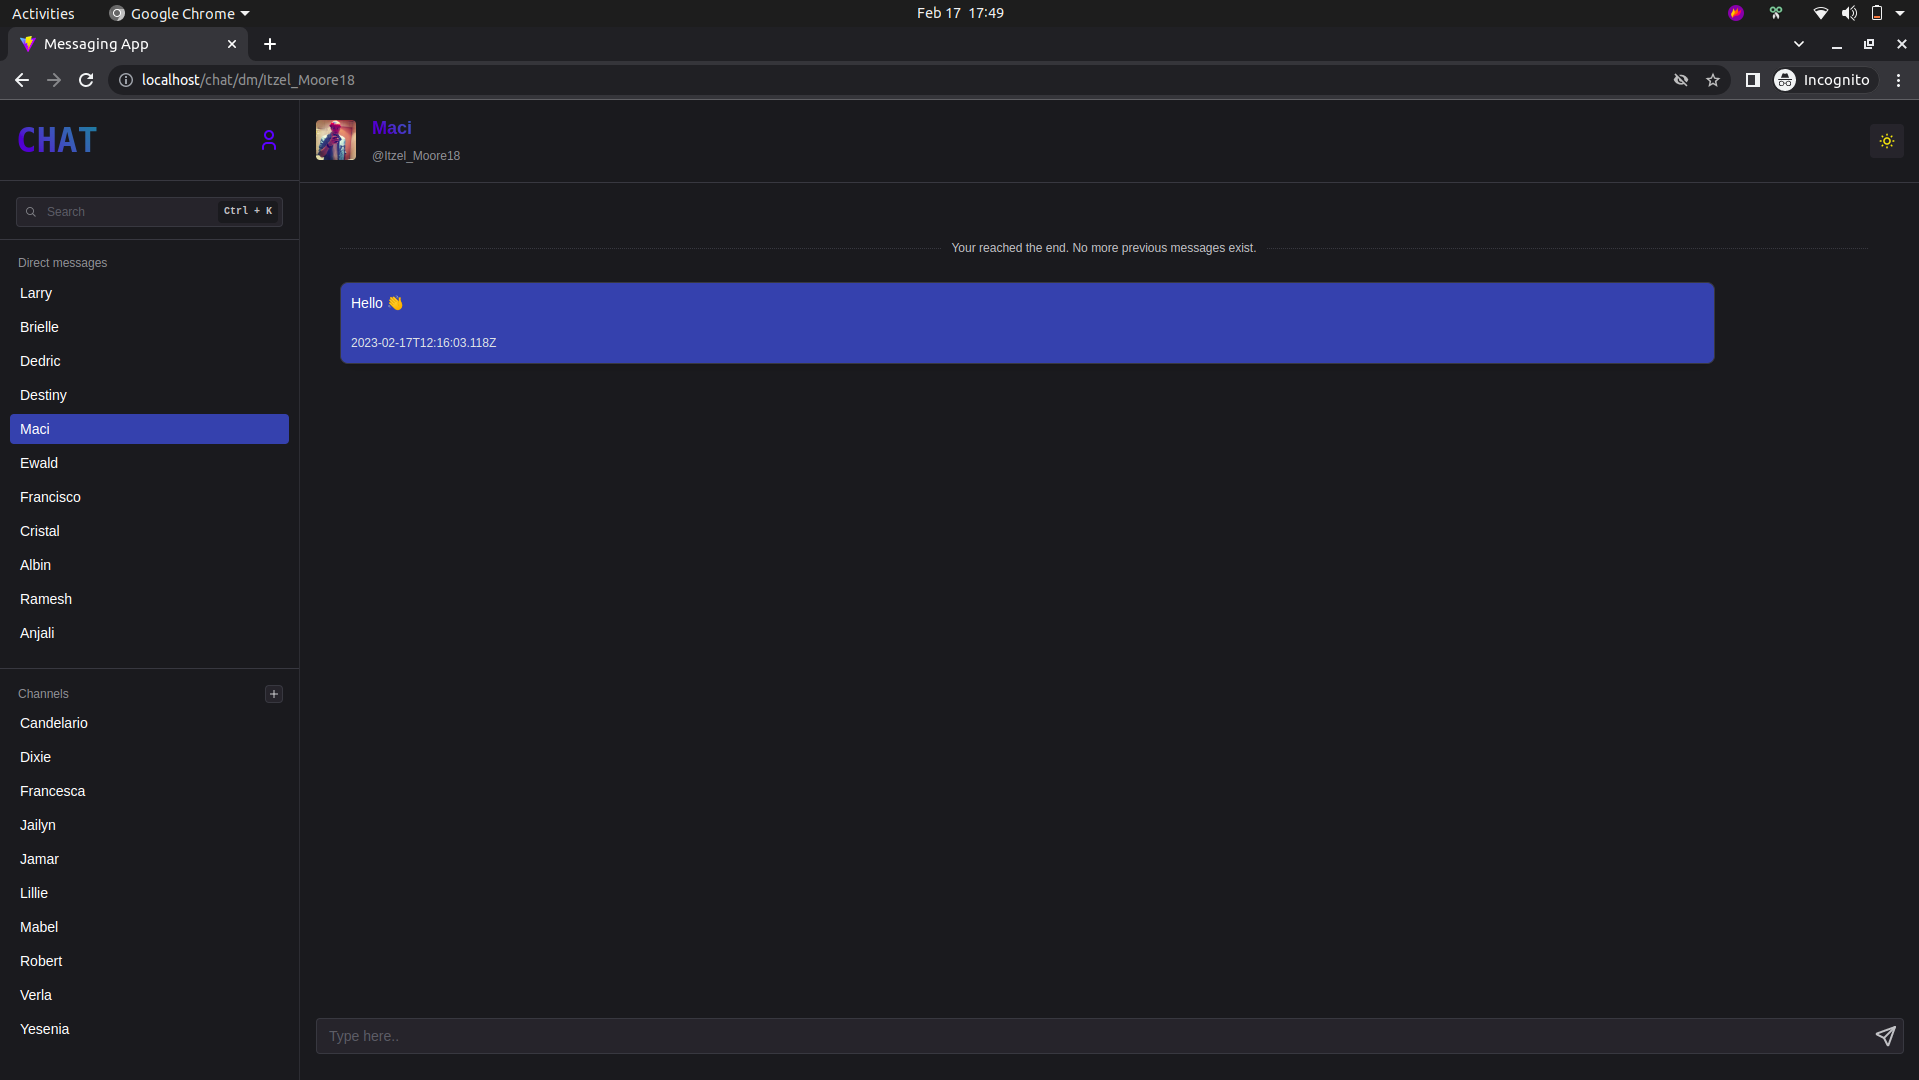 Activities
Google Chrome
Feb 17 17:49
Messaging App
localhost/chat/dm/Itzel_Moore18
Incognito
CHAT
Maci
@Itzel_Moore18
Search
Ctrl + K
Direct messages
Larry
Brielle
Dedric
Destiny
Maci
Ewald
Francisco
Cristal
Albin
Ramesh
Anjali
Channels
Candelario
Dixie
Francesca
Jailyn
Jamar
Lillie
Mabel
Robert
Verla
Yesenia
Your reached the end. No more previous messages exist.
Hello 👋
2023-02-17T12:16:03.118Z
Type here..